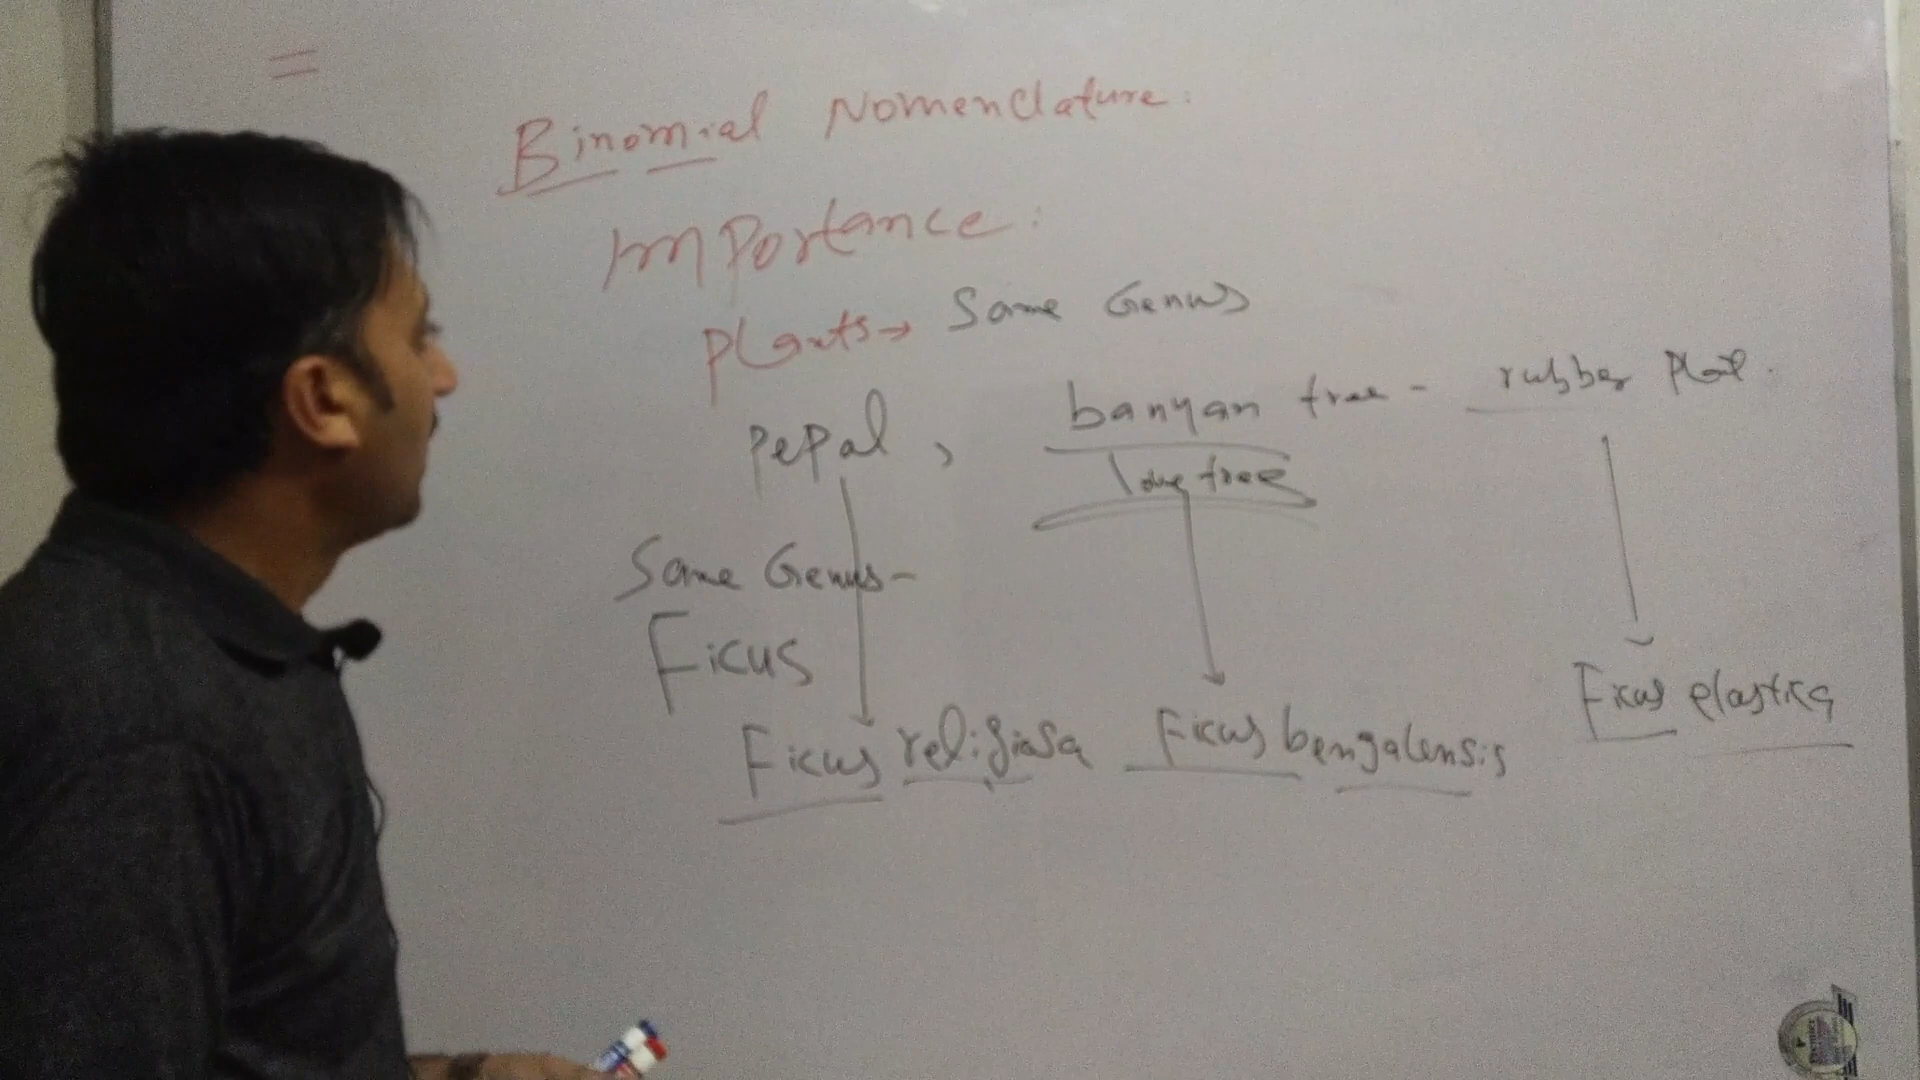 =
Binomial Nomenclature:
Importance:
Plants → Same Genus
Pepal, banyan tree - rubber Plat.
tree
Same Genus-
Ficus
Ficus religiosa Ficus bengalensis Ficus elastica